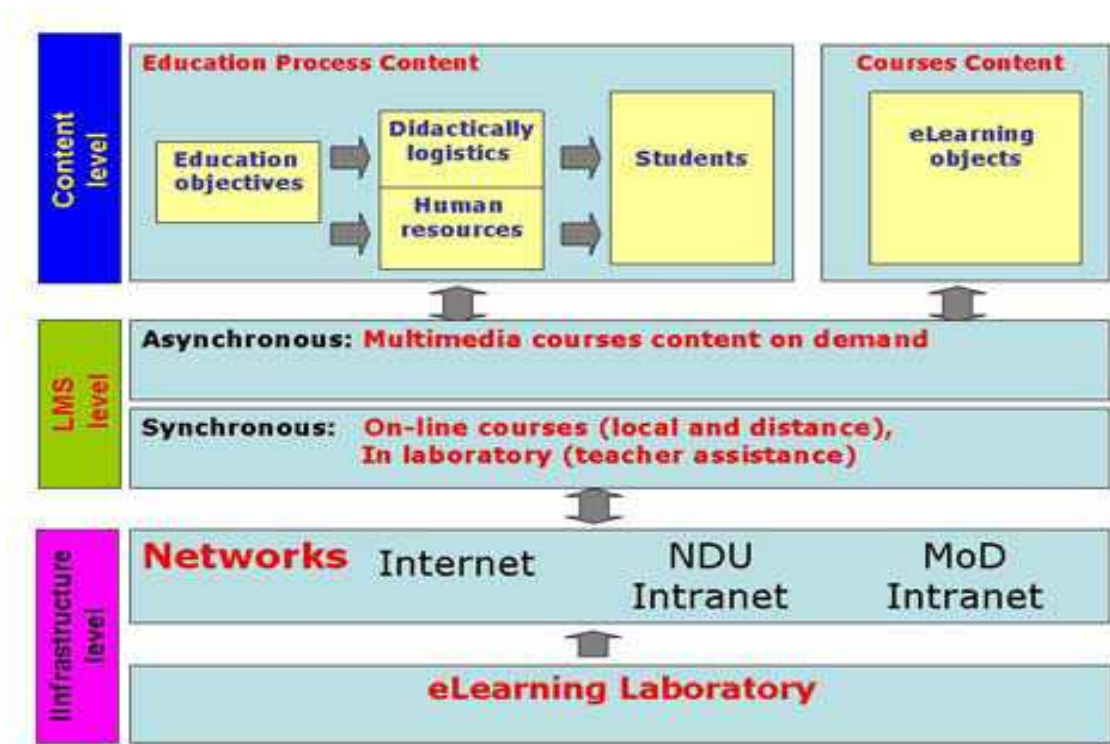 Content
level
Education Process Content
Education
objectives
Didactically
logistics
Human
resources
Students
Courses Content
eLearning
objects
LMS
level
Asynchronous: Multimedia courses content on demand
Synchronous: On-line courses (local and distance),
In laboratory (teacher assistance)
IInfrastructure
level
Networks
Internet
NDU
Intranet
MoD
Intranet
eLearning Laboratory